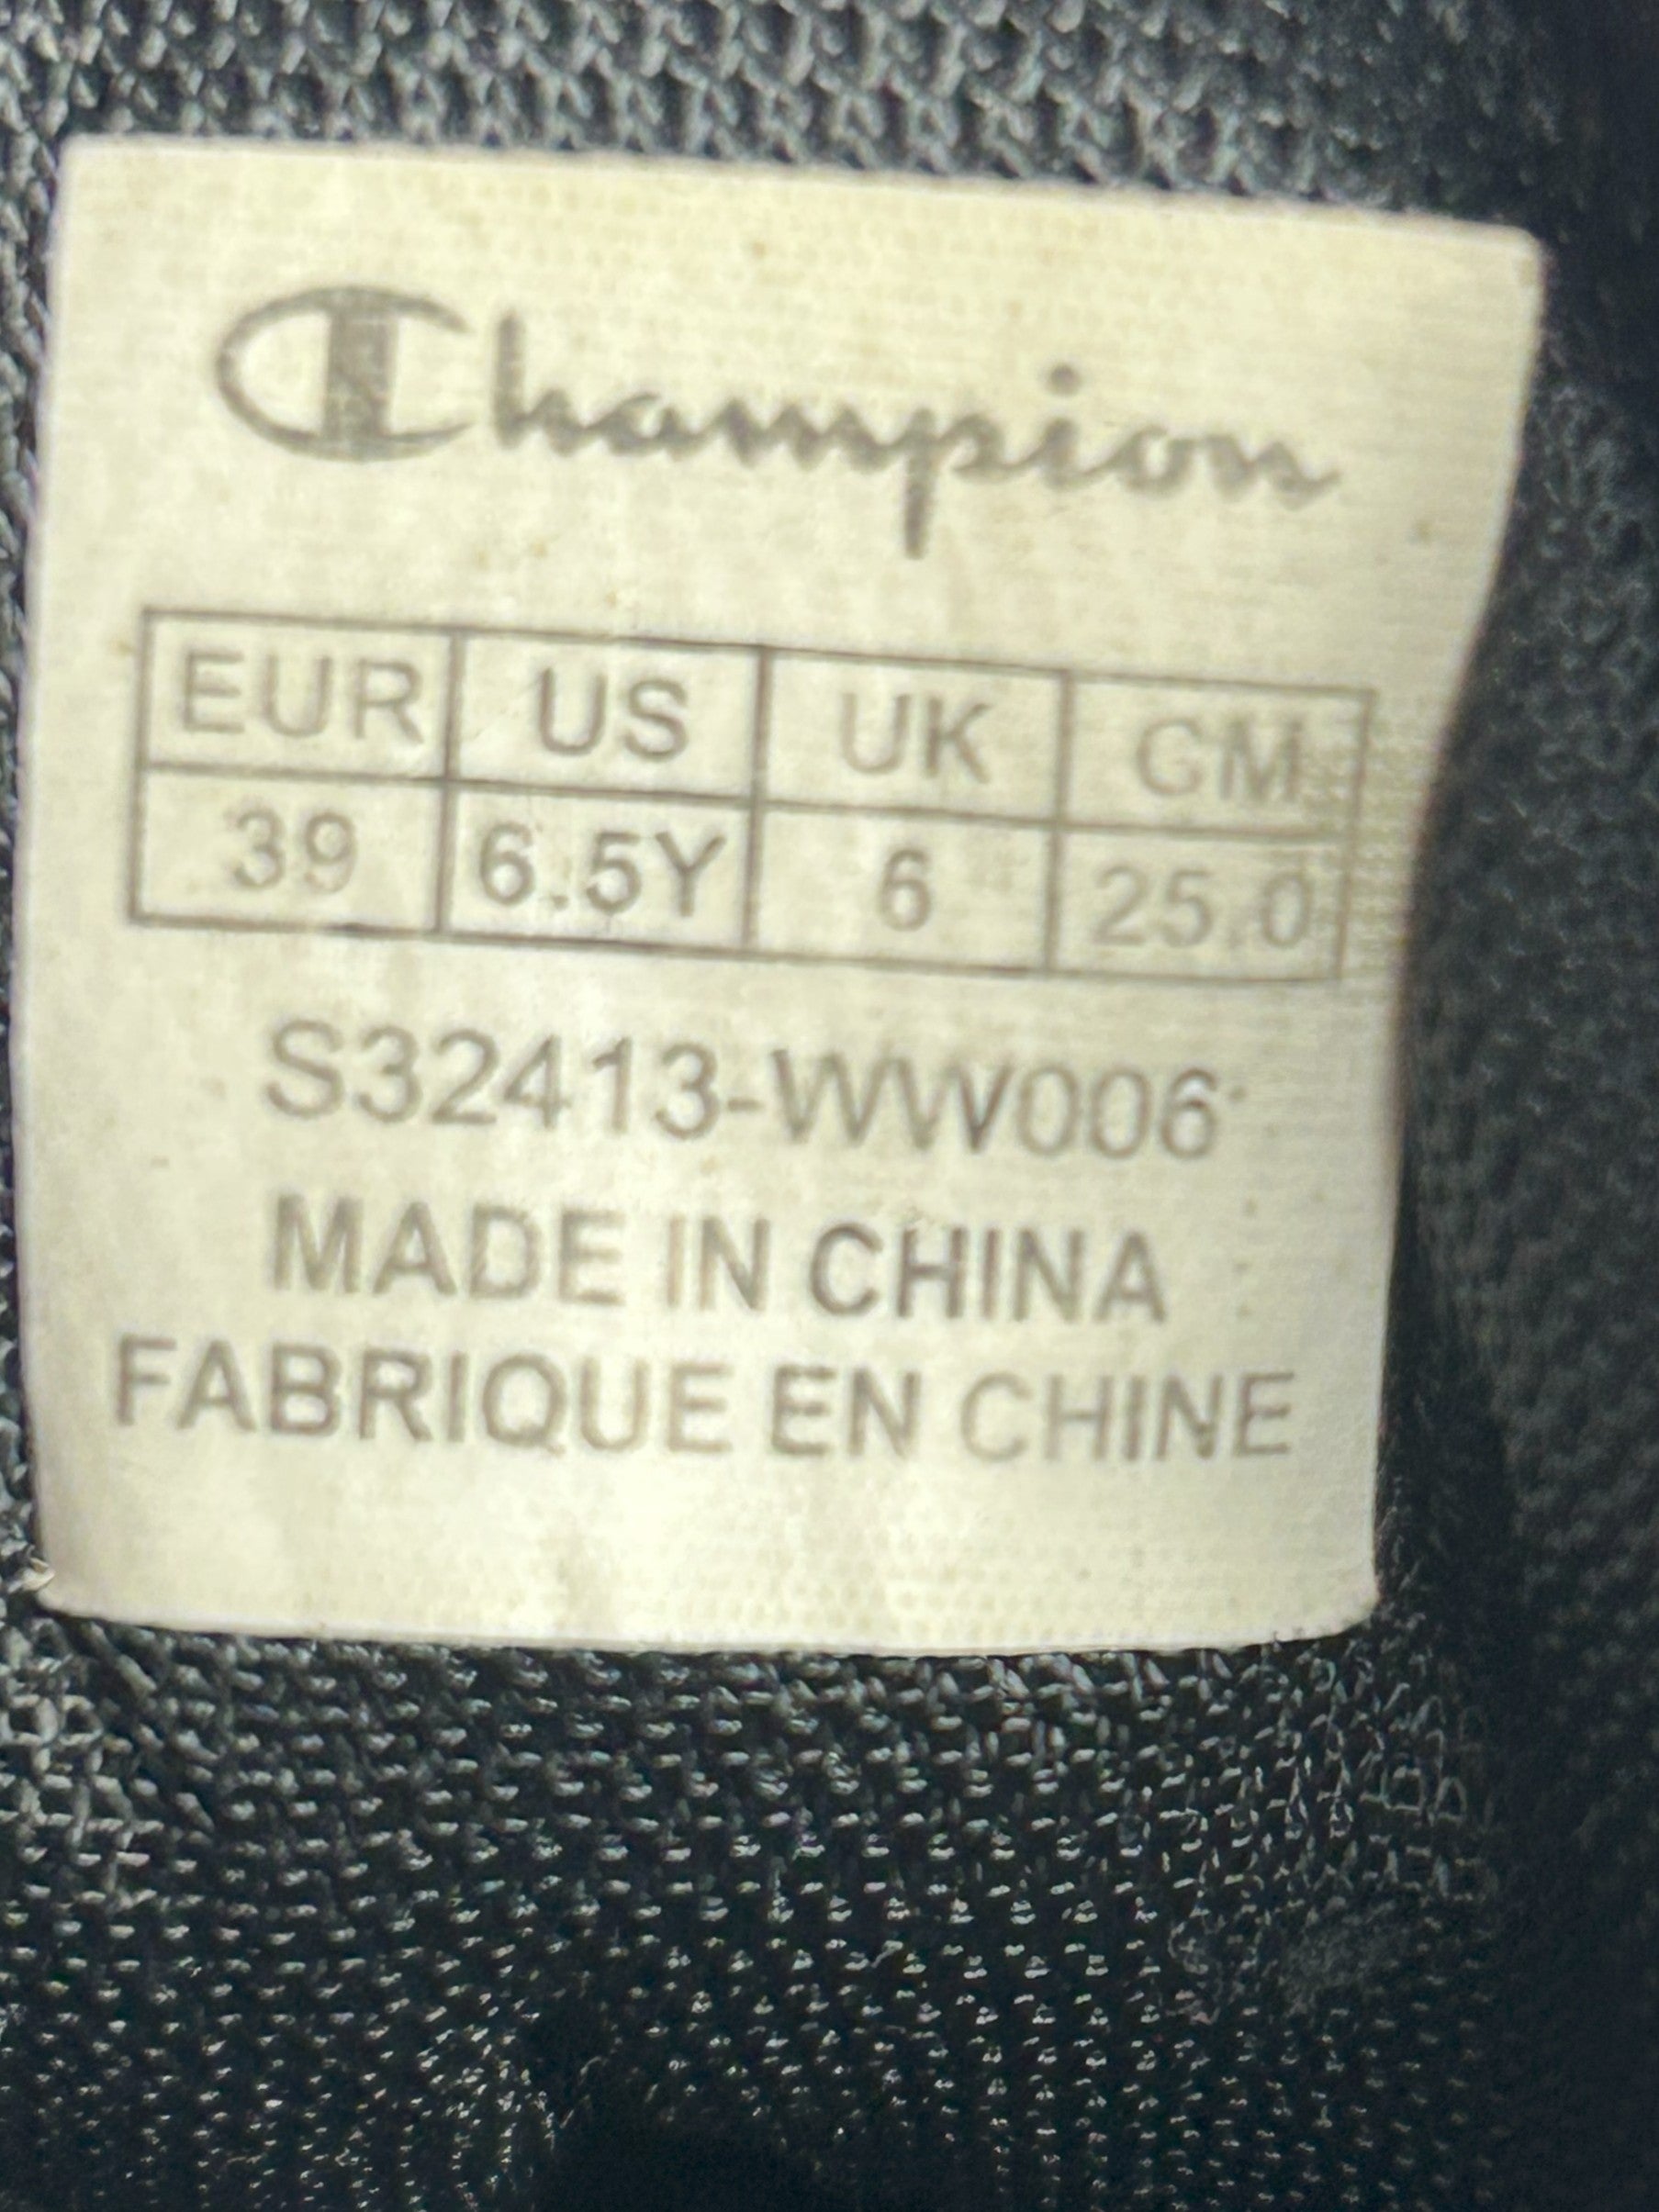 Champion
EUR US UK CM
39 6.5Y 6 25.0
S32413-WW006
MADE IN CHINA
FABRIQUE EN CHINE